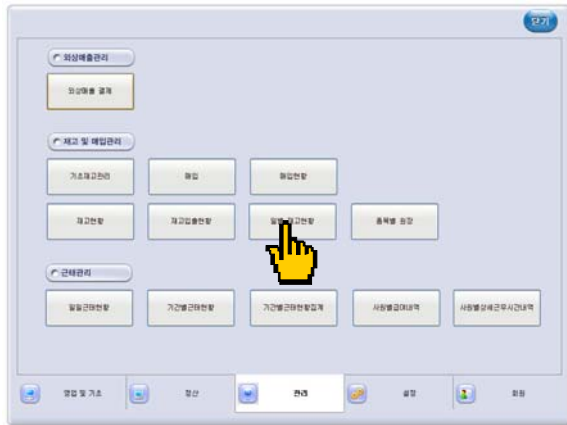 닫기
외상매출관리
외상매출 결제
재고 및 매입관리
기초재고관리
매입
매입현황
재고현황
재고입출현황
일별 재고현황
품목별 원장
근태관리
일일근태현황
기간별근태현황
기간별근태현황집계
사원별급여내역
사원별상세근무시간내역
영업 및 기초
정산
관리
설정
회원